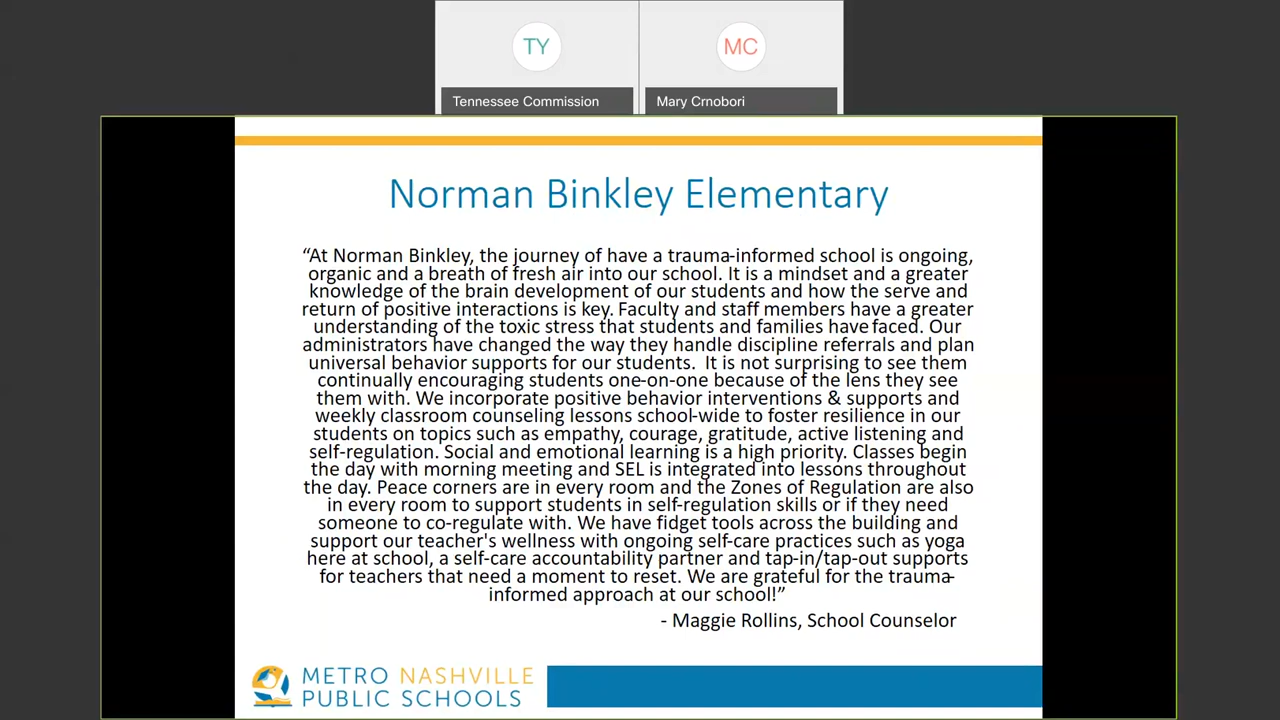 TY
MC
Tennessee Commission
Mary Crnobori
Norman Binkley Elementary
“At Norman Binkley, the journey of have a trauma-informed school is ongoing,
organic and a breath of fresh air into our school. It is a mindset and a greater
knowledge of the brain development of our students and how the serve and
return of positive interactions is key. Faculty and staff members have a greater
understanding of the toxic stress that students and families have faced. Our
administrators have changed the way they handle discipline referrals and plan
universal behavior supports for our students. It is not surprising to see them
continually encouraging students one-on-one because of the lens they see
them with. We incorporate positive behavior interventions & supports and
weekly classroom counseling lessons school-wide to foster resilience in our
students on topics such as empathy, courage, gratitude, active listening and
self-regulation. Social and emotional learning is a high priority. Classes begin
the day with morning meeting and SEL is integrated into lessons throughout
the day. Peace corners are in every room and the Zones of Regulation are also
in every room to support students in self-regulation skills or if they need
someone to co-regulate with. We have fidget tools across the building and
support our teacher's wellness with ongoing self-care practices such as yoga
here at school, a self-care accountability partner and tap-in/tap-out supports
for teachers that need a moment to reset. We are grateful for the trauma-
informed approach at our school!”
- Maggie Rollins, School Counselor
METRO NASHVILLE
PUBLIC SCHOOLS